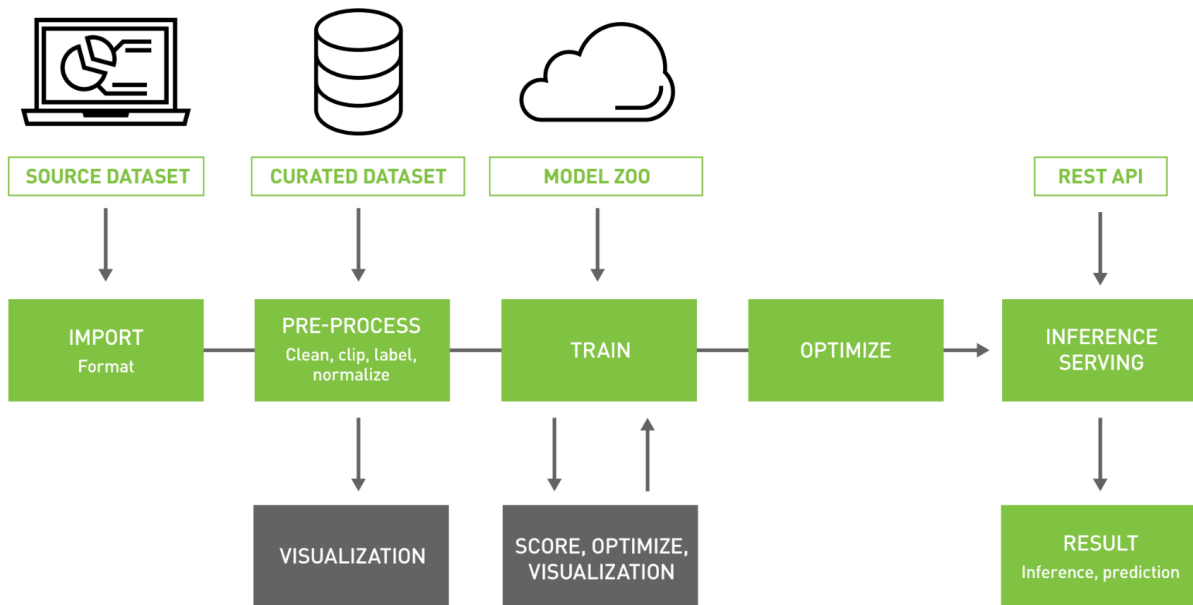 SOURCE DATASET
CURATED DATASET
MODEL ZOO
REST API
IMPORT
Format
PRE-PROCESS
Clean, clip, label,
normalize
TRAIN
OPTIMIZE
INFERENCE
SERVING
VISUALIZATION
SCORE, OPTIMIZE,
VISUALIZATION
RESULT
Inference, prediction